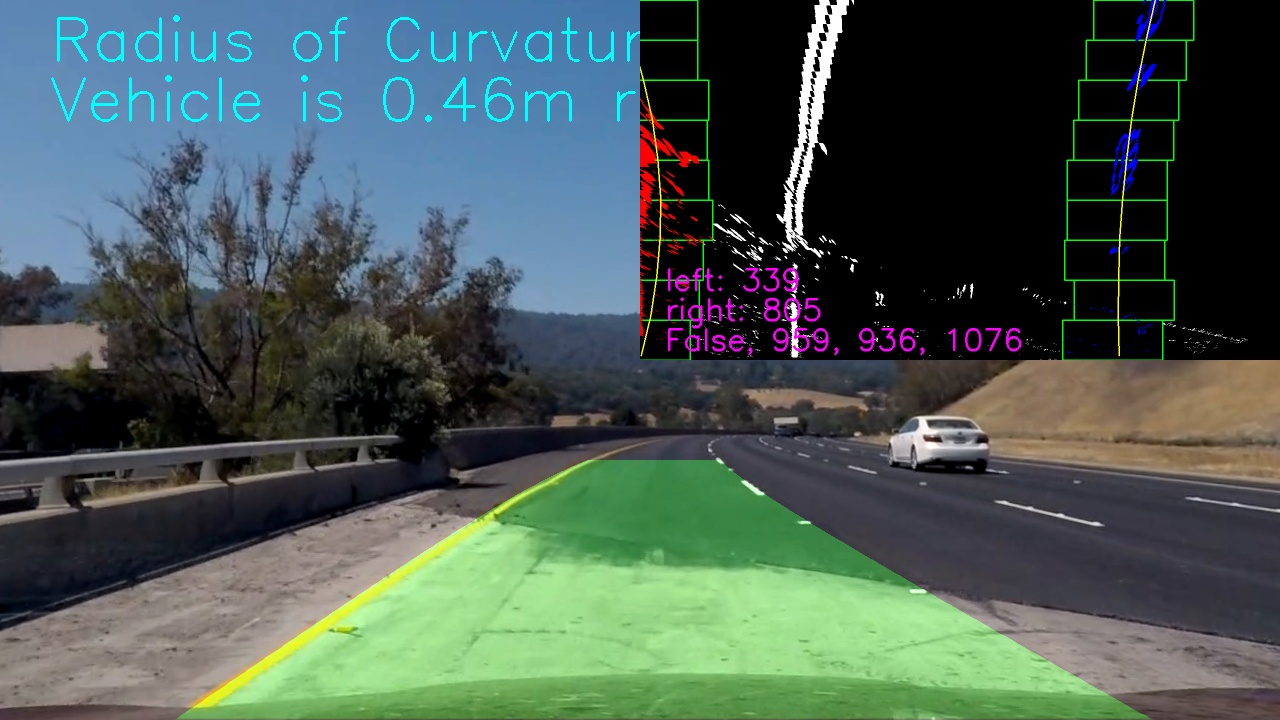 Radius of Curvatur
Vehicle is 0.46m r
left: 339
right: 805
False, 959, 936, 1076